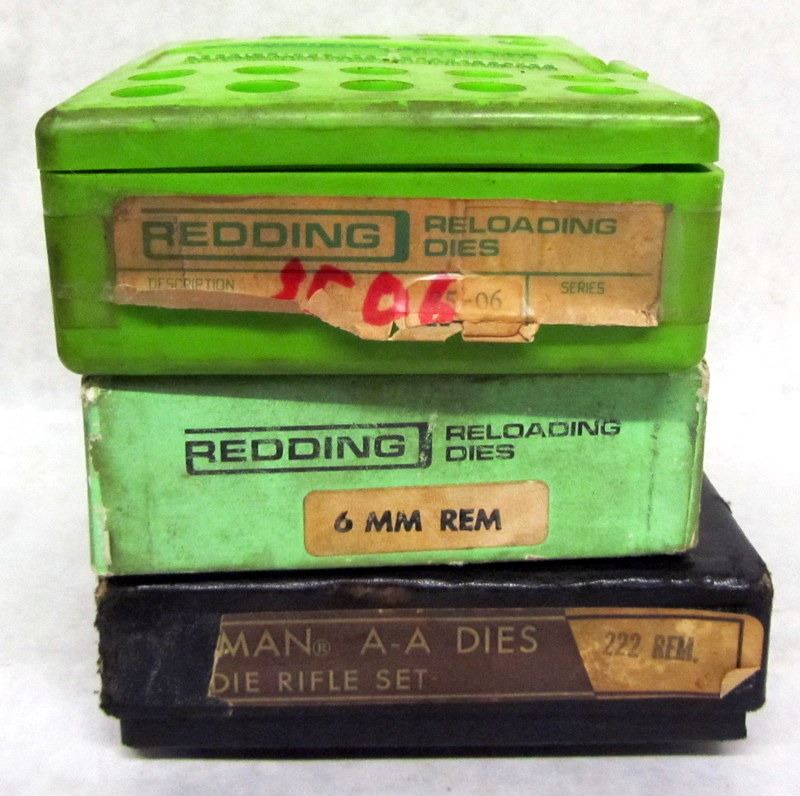 REDDING RELOADING DIES
DESCRIPTION SERIES
5-06
REDDING RELOADING DIES
6 MM REM
MAN® A-A DIES
DIE RIFLE SET
222 REM.